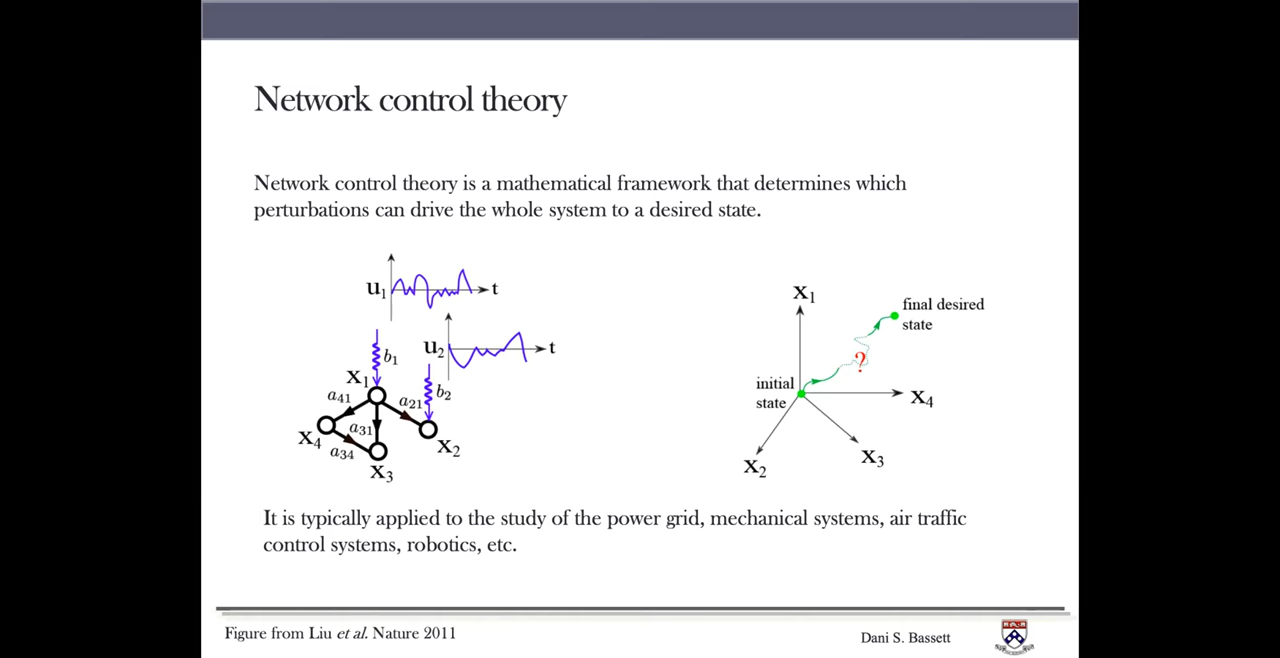 Network control theory
Network control theory is a mathematical framework that determines which
perturbations can drive the whole system to a desired state.
u1
t
u2
t
b1
b2
x1
a41
a21
a31
x4
a34
x2
x3
x1
final desired
state
?
initial
state
x4
x3
x2
It is typically applied to the study of the power grid, mechanical systems, air traffic
control systems, robotics, etc.
Figure from Liu et al. Nature 2011
Dani S. Bassett